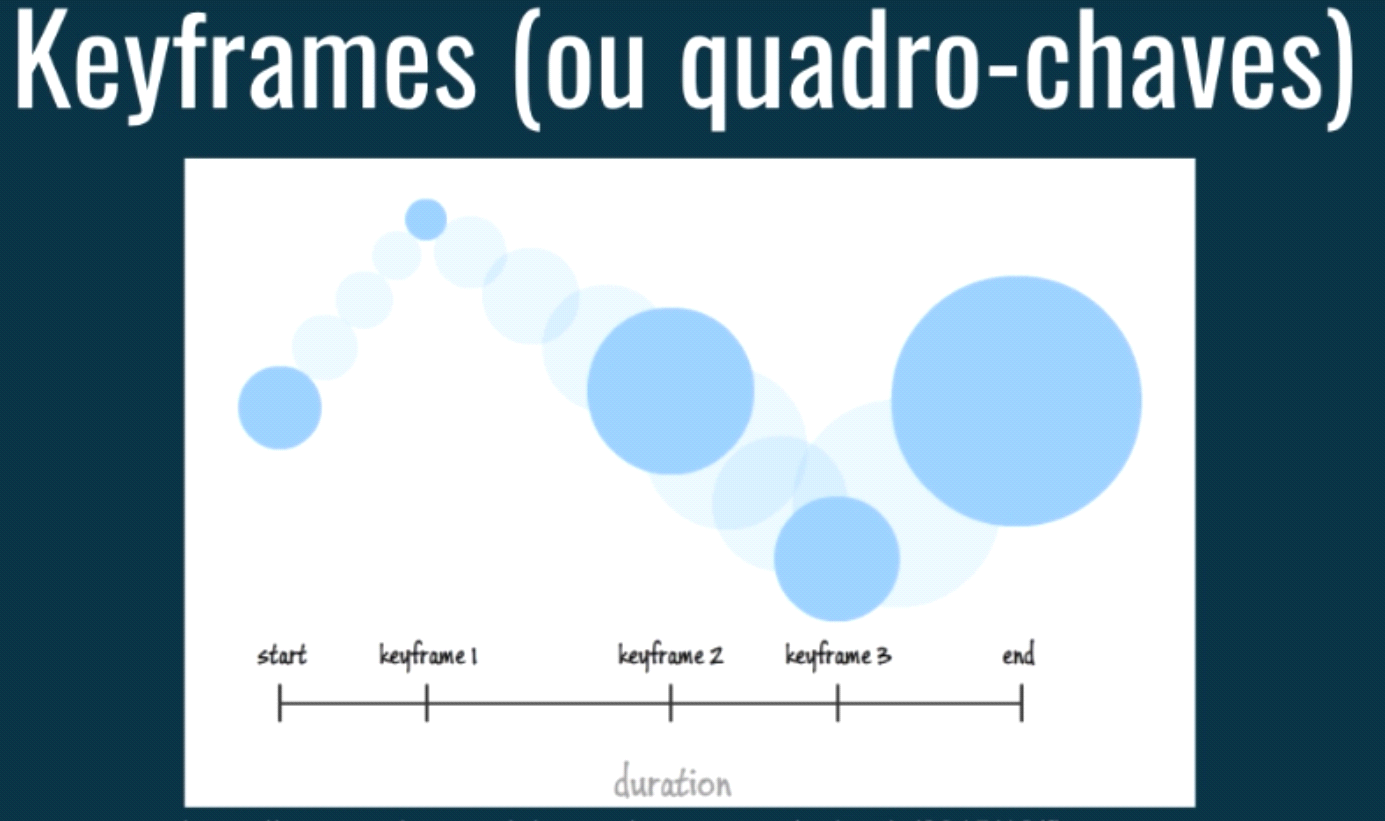 Keyframes (ou quadro-chaves)
start keyframe 1 keyframe 2 keyframe 3 end
duration